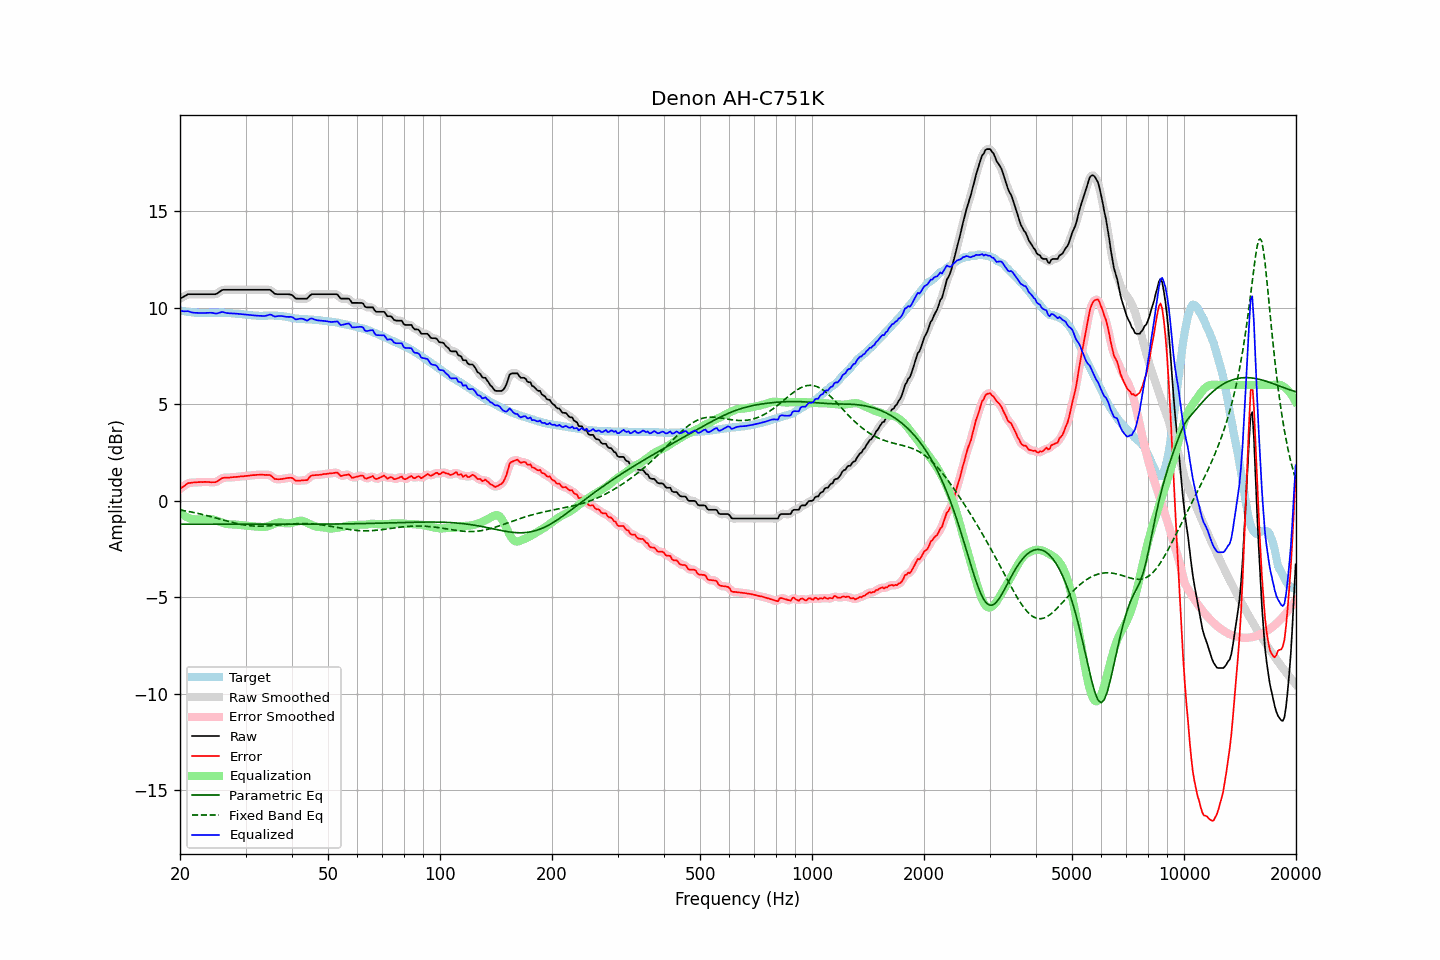 Denon AH-C751K
Amplitude (dBr)
15
10
5
0
−5
−10
−15
Target
Raw Smoothed
Error Smoothed
Raw
Error
Equalization
Parametric Eq
Fixed Band Eq
Equalized
20 50 100 200 500 1000 2000 5000 10000 20000
Frequency (Hz)